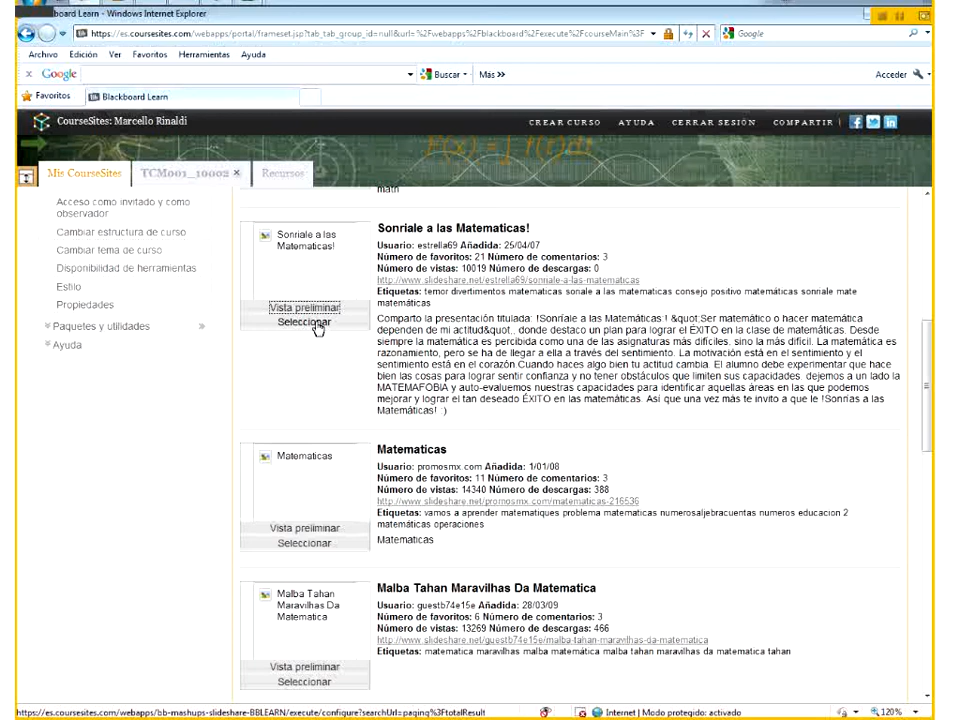 board Learn - Windows Internet Explorer
https://es.coursesites.com/webapps/portal/frameset.jsp?tab_tab_group_id=null&url=%2Fwebapps%2Fblackboard%2Fexecute%2FcourseMain%3F
Google
Archivo Edición Ver Favoritos Herramientas Ayuda
x Google Buscar Más >> Acceder
Favoritos Blackboard Learn
CourseSites: Marcello Rinaldi CREAR CURSO AYUDA CERRAR SESIÓN COMPARTIR
Mis CourseSites TCM001_10002 × Recursos
math
Acceso como invitado y como
observador
Cambiar estructura de curso
Cambiar tema de curso
Disponibilidad de herramientas
Estilo
Propiedades
Paquetes y utilidades
Ayuda
Sonriale a las
Matematicas!
Vista preliminar
Seleccionar
Sonriale a las Matematicas!
Usuario: estrella69 Añadida: 25/04/07
Número de favoritos: 21 Número de comentarios: 3
Número de vistas: 10019 Número de descargas: 0
http://www.slideshare.net/estrella69/sonriale-a-las-matematicas
Etiquetas: temor divertimentos matematicas sonale a las matematicas consejo positivo matemáticas sonriale mate
matemáticas
Comparto la presentación titulada: !Sonríale a las Matemáticas ! &quot;Ser matemático o hacer matemática
dependen de mi actitud&quot;, donde destaco un plan para lograr el ÉXITO en la clase de matemáticas. Desde
siempre la matemática es percibida como una de las asignaturas más difíciles, sino la más difícil. La matemática es
razonamiento, pero se ha de llegar a ella a través del sentimiento. La motivación está en el sentimiento y el
sentimiento está en el corazón.Cuando haces algo bien tu actitud cambia. El alumno debe experimentar que hace
bien las cosas para lograr sentir confianza y no tener obstáculos que limiten sus capacidades. dejemos a un lado la
MATEMAFOBIA y auto-evaluemos nuestras capacidades para identificar aquellas áreas en las que podemos
mejorar y lograr el tan deseado ÉXITO en las matemáticas. Así que una vez más te invito a que le !Sonrías a las
Matemáticas! :)
Matematicas
Vista preliminar
Seleccionar
Matematicas
Usuario: promosmx.com Añadida: 1/01/08
Número de favoritos: 11 Número de comentarios: 3
Número de vistas: 14340 Número de descargas: 388
http://www.slideshare.net/promosmx.com/matematicas-216536
Etiquetas: vamos a aprender matematiques problema matematicas numerosaljebracuentas numeros educacion 2
matemáticas operaciones
Matematicas
Malba Tahan
Maravilhas Da
Matematica
Vista preliminar
Seleccionar
Malba Tahan Maravilhas Da Matematica
Usuario: guestb74e15e Añadida: 28/03/09
Número de favoritos: 6 Número de comentarios: 3
Número de vistas: 13269 Número de descargas: 466
http://www.slideshare.net/guestb74e15e/malba-tahan-maravilhas-da-matematica
Etiquetas: matematica maravilhas malba matemática malba tahan maravilhas da matematica tahan
https://es.coursesites.com/webapps/bb-mashups-slideshare-BBLEARN/execute/configure?searchUrl=paging%3FtotalResult
Internet | Modo protegido: activado
120%